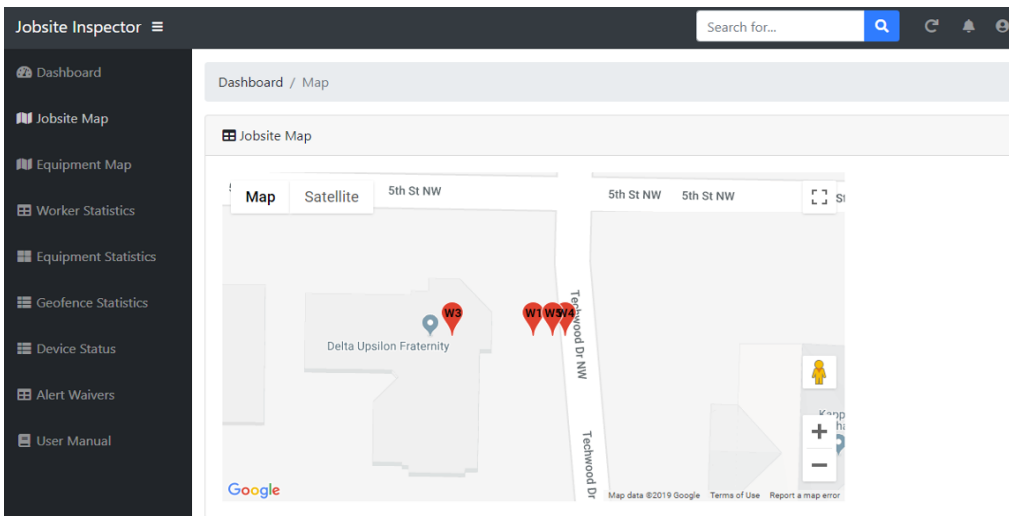 Jobsite Inspector
Search for...
Dashboard
Jobsite Map
Equipment Map
Worker Statistics
Equipment Statistics
Geofence Statistics
Device Status
Alert Waivers
User Manual
Dashboard / Map
Jobsite Map
Map Satellite
5th St NW
5th St NW
5th St NW
W3
W1
W5
W4
Delta Upsilon Fraternity
Techwood Dr NW
Techwood Dr
Google
Map data ©2019 Google Terms of Use Report a map error